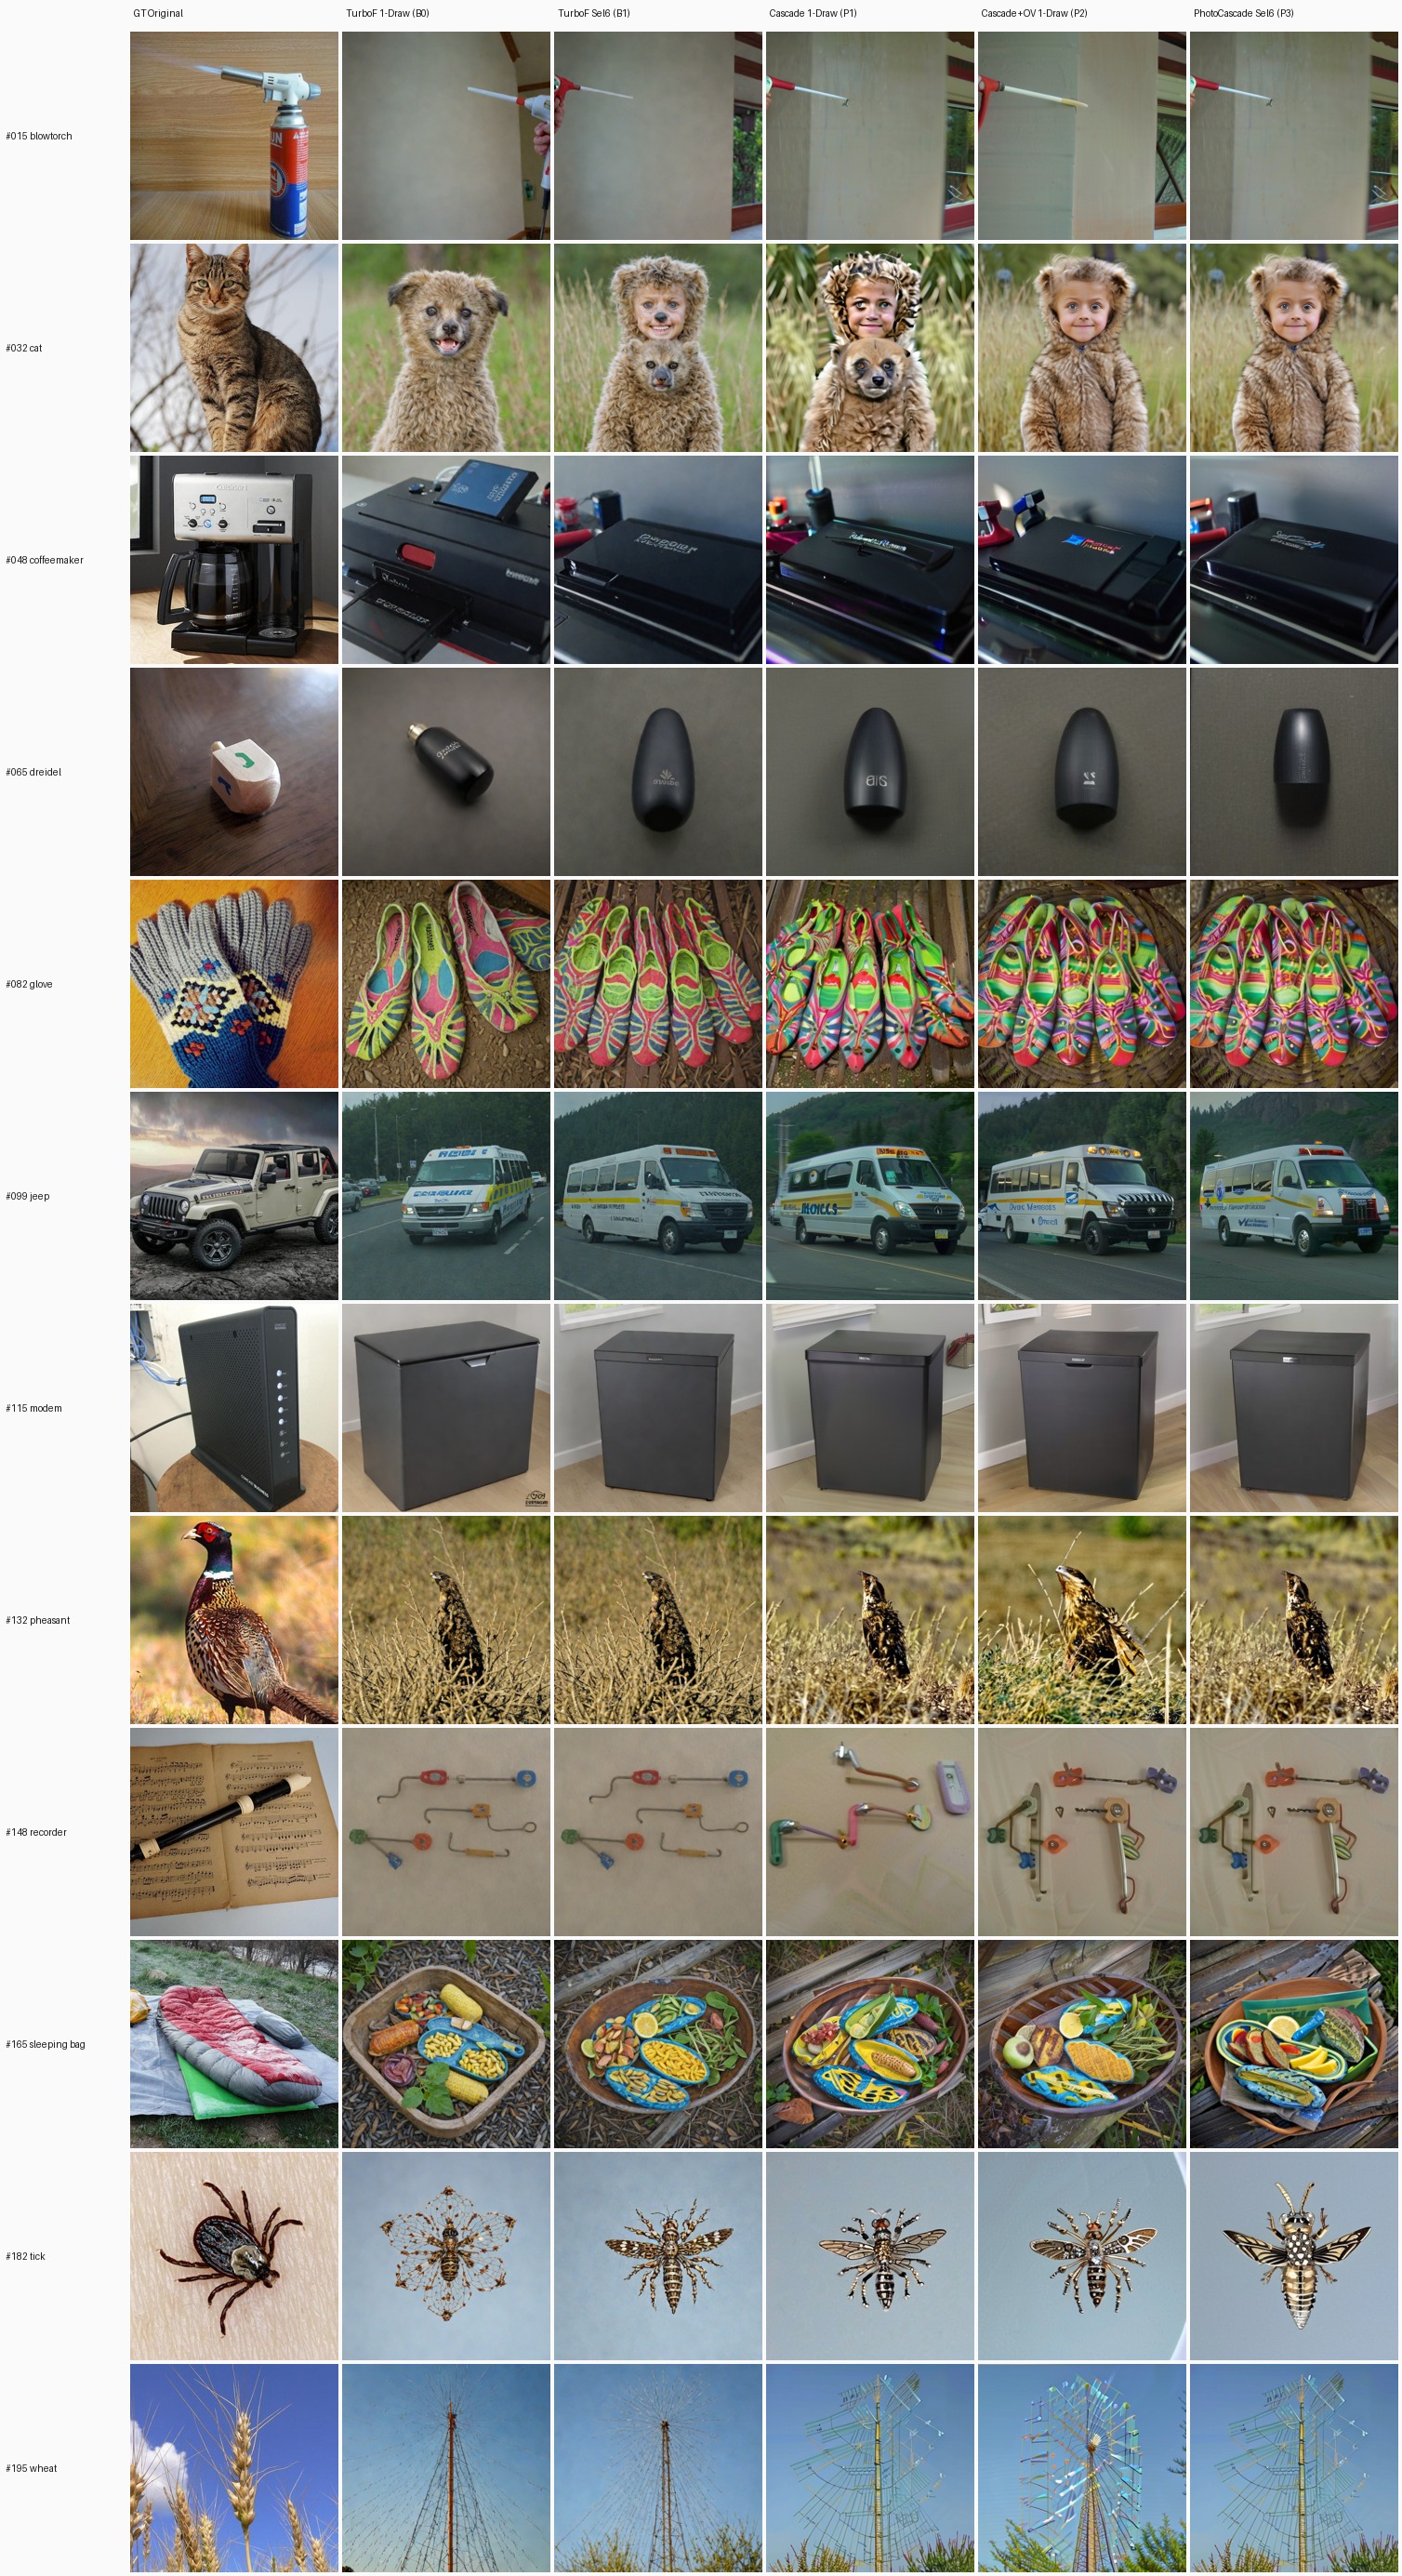 GT Original
TurboF 1-Draw (B0)
TurboF Sel6 (B1)
Cascade 1-Draw (P1)
Cascade+OV 1-Draw (P2)
PhotoCascade Sel6 (P3)
#015 blowtorch
#032 cat
#048 coffeemaker
#065 dreidel
#082 glove
#099 jeep
RUBICON
#115 modem
#132 pheasant
#148 recorder
#165 sleeping bag
#182 tick
#195 wheat